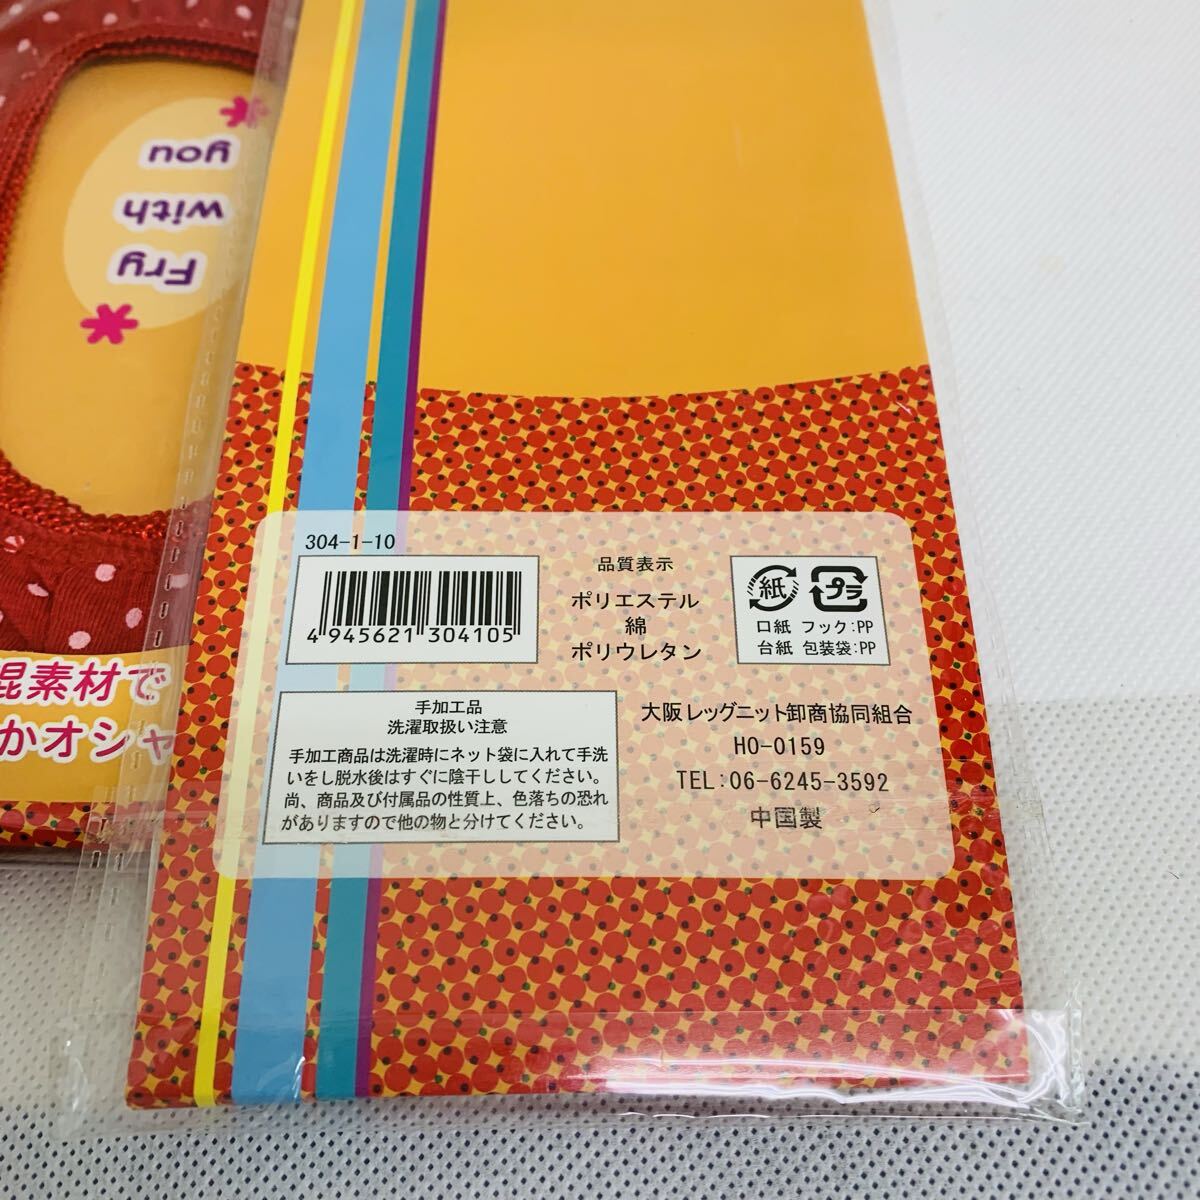 you
with
Fry
混素材で
かオシャ
304-1-10
4 945621 304105
品質表示
ポリエステル
綿
ポリウレタン
紙 プラ
口紙 フック:PP
台紙 包装袋:PP
手加工品
洗濯取扱い注意
手加工商品は洗濯時にネット袋に入れて手洗
いをし脱水後はすぐに陰干ししてください。
尚、商品及び付属品の性質上、色落ちの恐れ
がありますので他の物と分けてください。
大阪レッグニット卸商協同組合
HO-0159
TEL:06-6245-3592
中国製